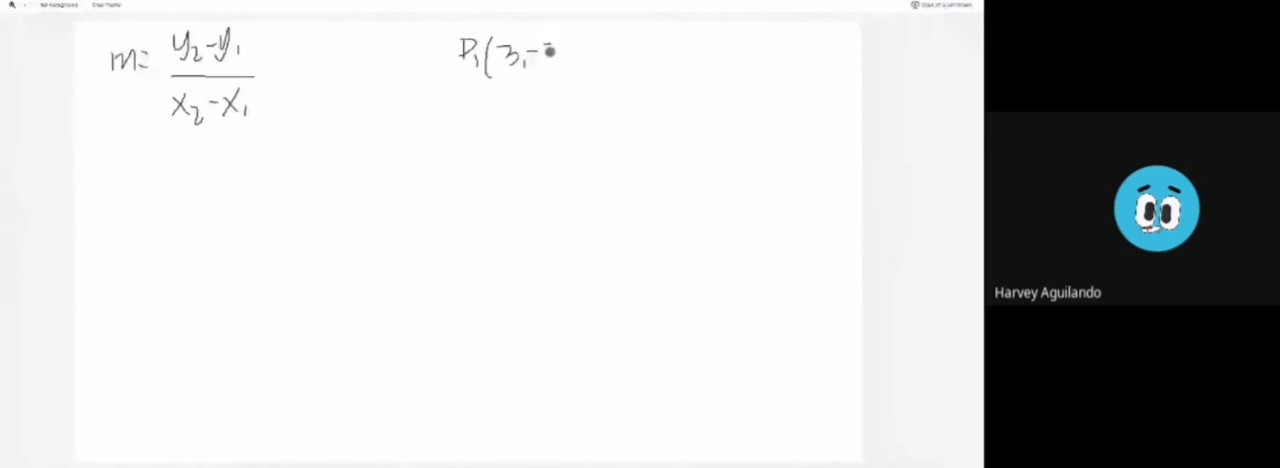 m= y₂-y₁
x₂-x₁
P₁(3,-
Harvey Aguilando